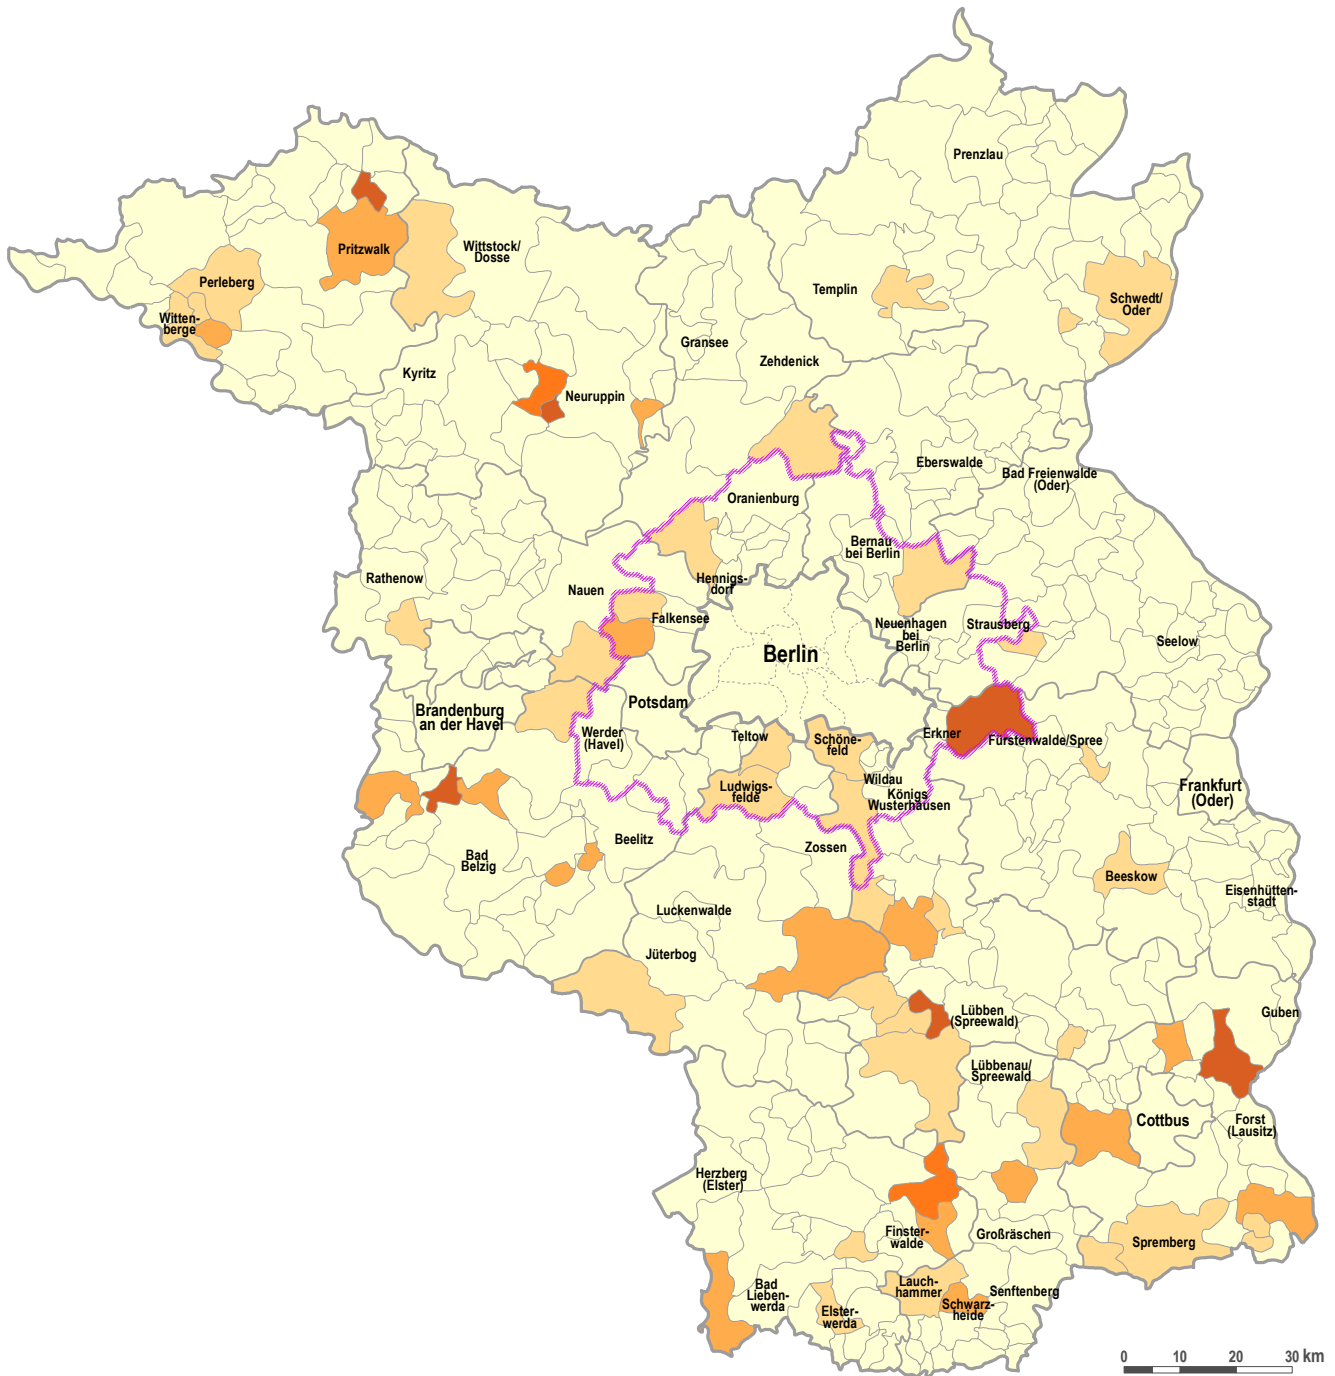 Prenzlau
Pritzwalk
Wittstock/
Dosse
Perleberg
Templin
Schwedt/
Oder
Witten-
berge
Gransee
Zehdenick
Kyritz
Neuruppin
Eberswalde
Bad Freienwalde
(Oder)
Oranienburg
Bernau
bei Berlin
Rathenow
Nauen
Hennigs-
dorf
Falkensee
Neuenhagen
bei
Berlin
Strausberg
Seelow
Berlin
Brandenburg
an der Havel
Potsdam
Werder
(Havel)
Teltow
Schöne-
feld
Erkner
Fürstenwalde/Spree
Ludwigs-
felde
Wildau
Königs
Wusterhausen
Frankfurt
(Oder)
Beelitz
Zossen
Bad
Belzig
Beeskow
Eisenhütten-
stadt
Luckenwalde
Jüterbog
Lübben
(Spreewald)
Guben
Lübbenau/
Spreewald
Cottbus
Forst
(Lausitz)
Herzberg
(Elster)
Finster-
walde
Großräschen
Spremberg
Bad
Lieben-
werda
Lauch-
hammer
Senftenberg
Schwarz-
heide
Elster-
werda
0 10 20 30 km